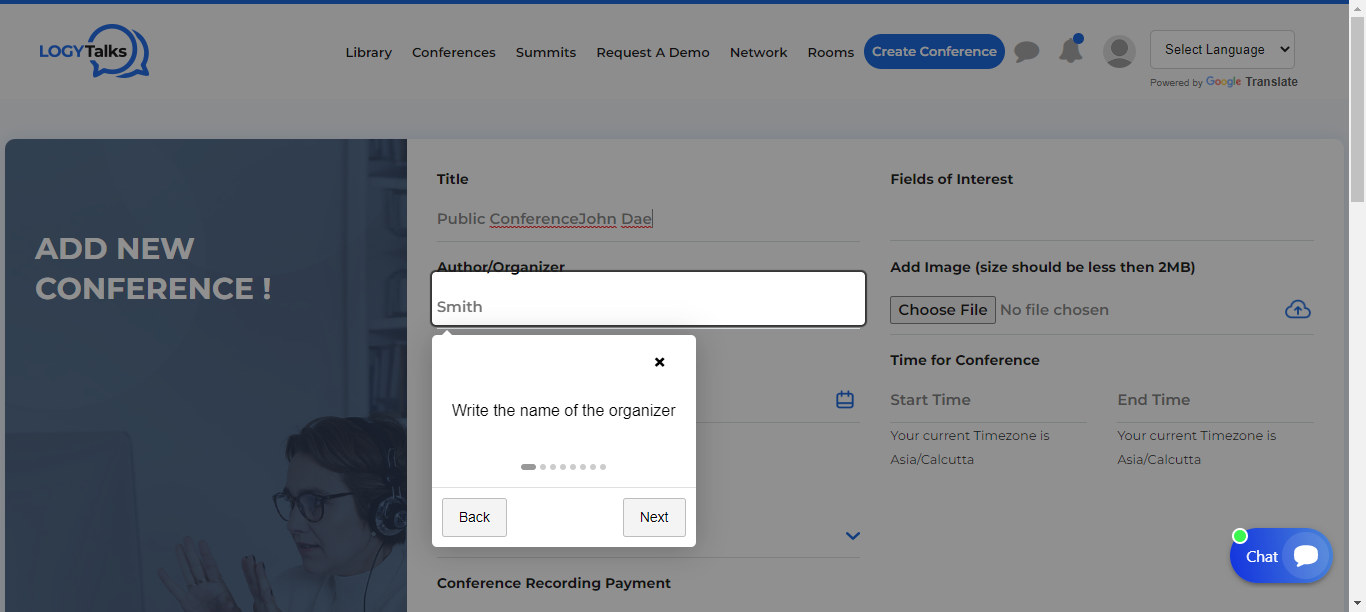 LOGYTalks
Library Conferences Summits Request A Demo Network Rooms Create Conference Select Language
Powered by Google Translate
ADD NEW
CONFERENCE !
Title
Public ConferenceJohn Dae
Author/Organizer
Smith
Write the name of the organizer
Back Next
Conference Recording Payment
Fields of Interest
Add Image (size should be less then 2MB)
Choose File No file chosen
Time for Conference
Start Time End Time
Your current Timezone is Asia/Calcutta
Your current Timezone is Asia/Calcutta
Chat